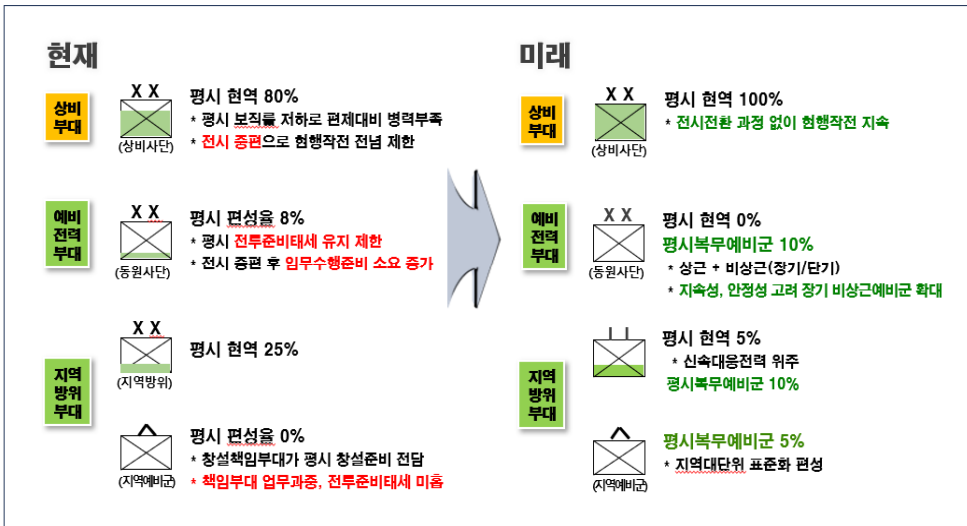 현재
상비
부대
X X
(상비사단)
평시 현역 80%
* 평시 보직률 저하로 편제대비 병력부족
* 전시 증편으로 현행작전 전념 제한
예비
전력
부대
X X
(동원사단)
평시 편성율 8%
* 평시 전투준비태세 유지 제한
* 전시 증편 후 임무수행준비 소요 증가
지역
방위
부대
X X
(지역방위)
평시 현역 25%
(지역예비군)
평시 편성율 0%
* 창설책임부대가 평시 창설준비 전담
* 책임부대 업무과중, 전투준비태세 미흡
미래
상비
부대
X X
(상비사단)
평시 현역 100%
* 전시전환 과정 없이 현행작전 지속
예비
전력
부대
X X
(동원사단)
평시 현역 0%
평시복무예비군 10%
* 상근 + 비상근(장기/단기)
* 지속성, 안정성 고려 장기 비상근예비군 확대
지역
방위
부대
I I
평시 현역 5%
* 신속대응전력 위주
평시복무예비군 10%
(지역예비군)
평시복무예비군 5%
* 지역대단위 표준화 편성